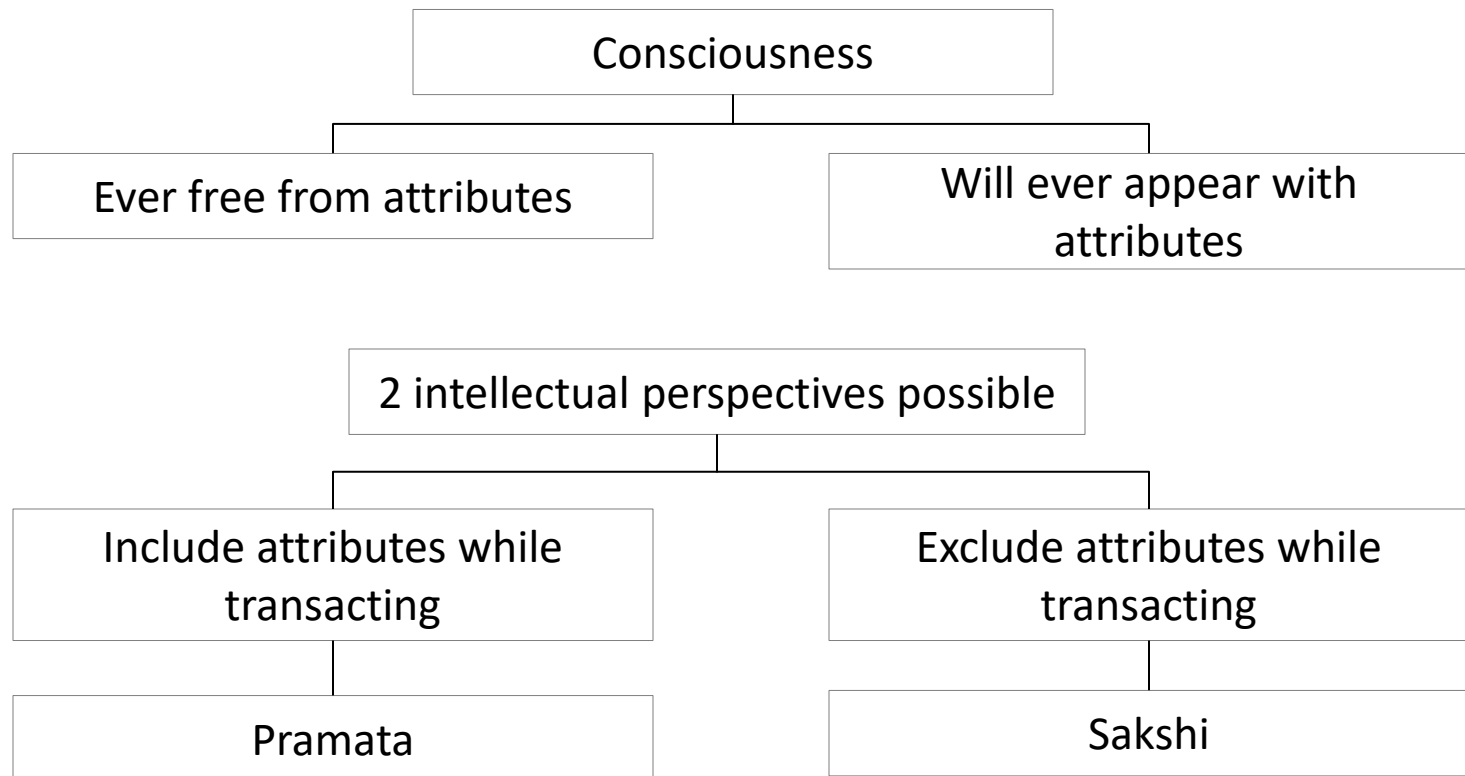 Consciousness
Ever free from attributes
Will ever appear with
attributes
2 intellectual perspectives possible
Include attributes while
transacting
Exclude attributes while
transacting
Pramata
Sakshi